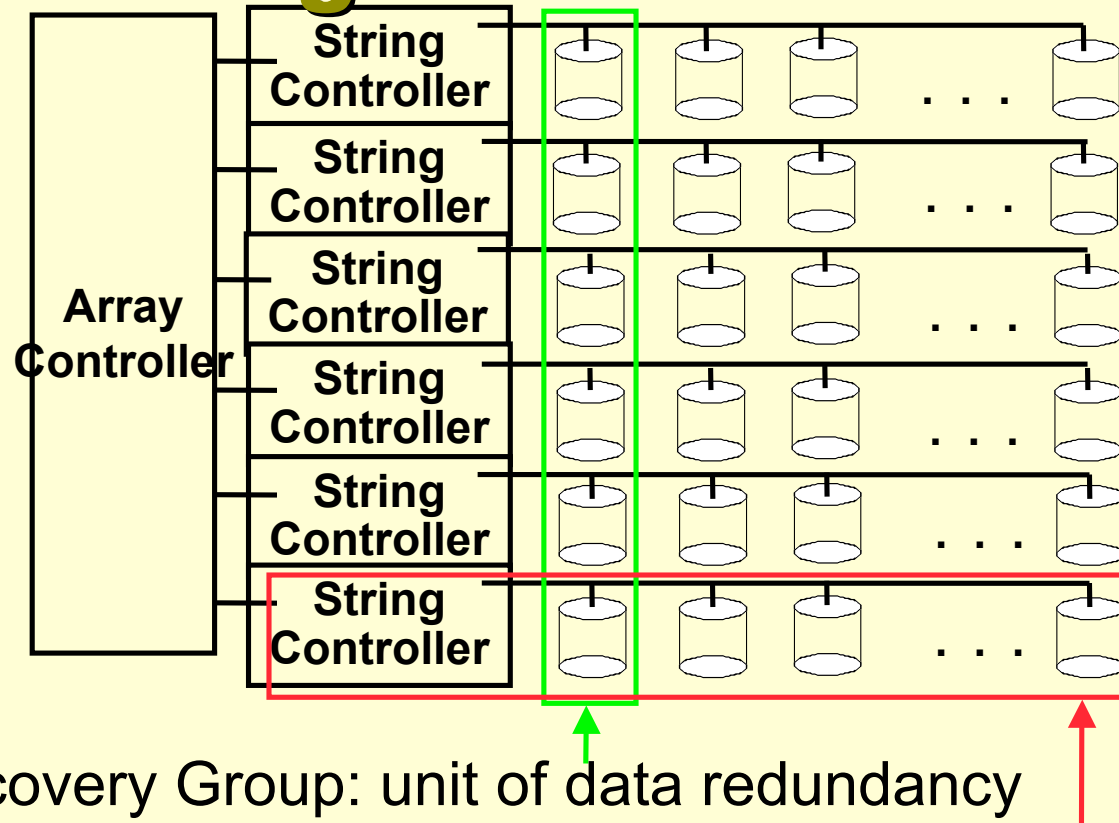 String
Controller
. . .
String
Controller
. . .
String
Controller
. . .
Array
Controller
String
Controller
. . .
String
Controller
. . .
String
Controller
. . .
covery Group: unit of data redundancy